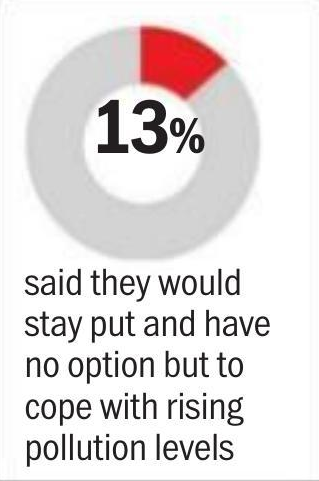 13%
said they would
stay put and have
no option but to
cope with rising
pollution levels